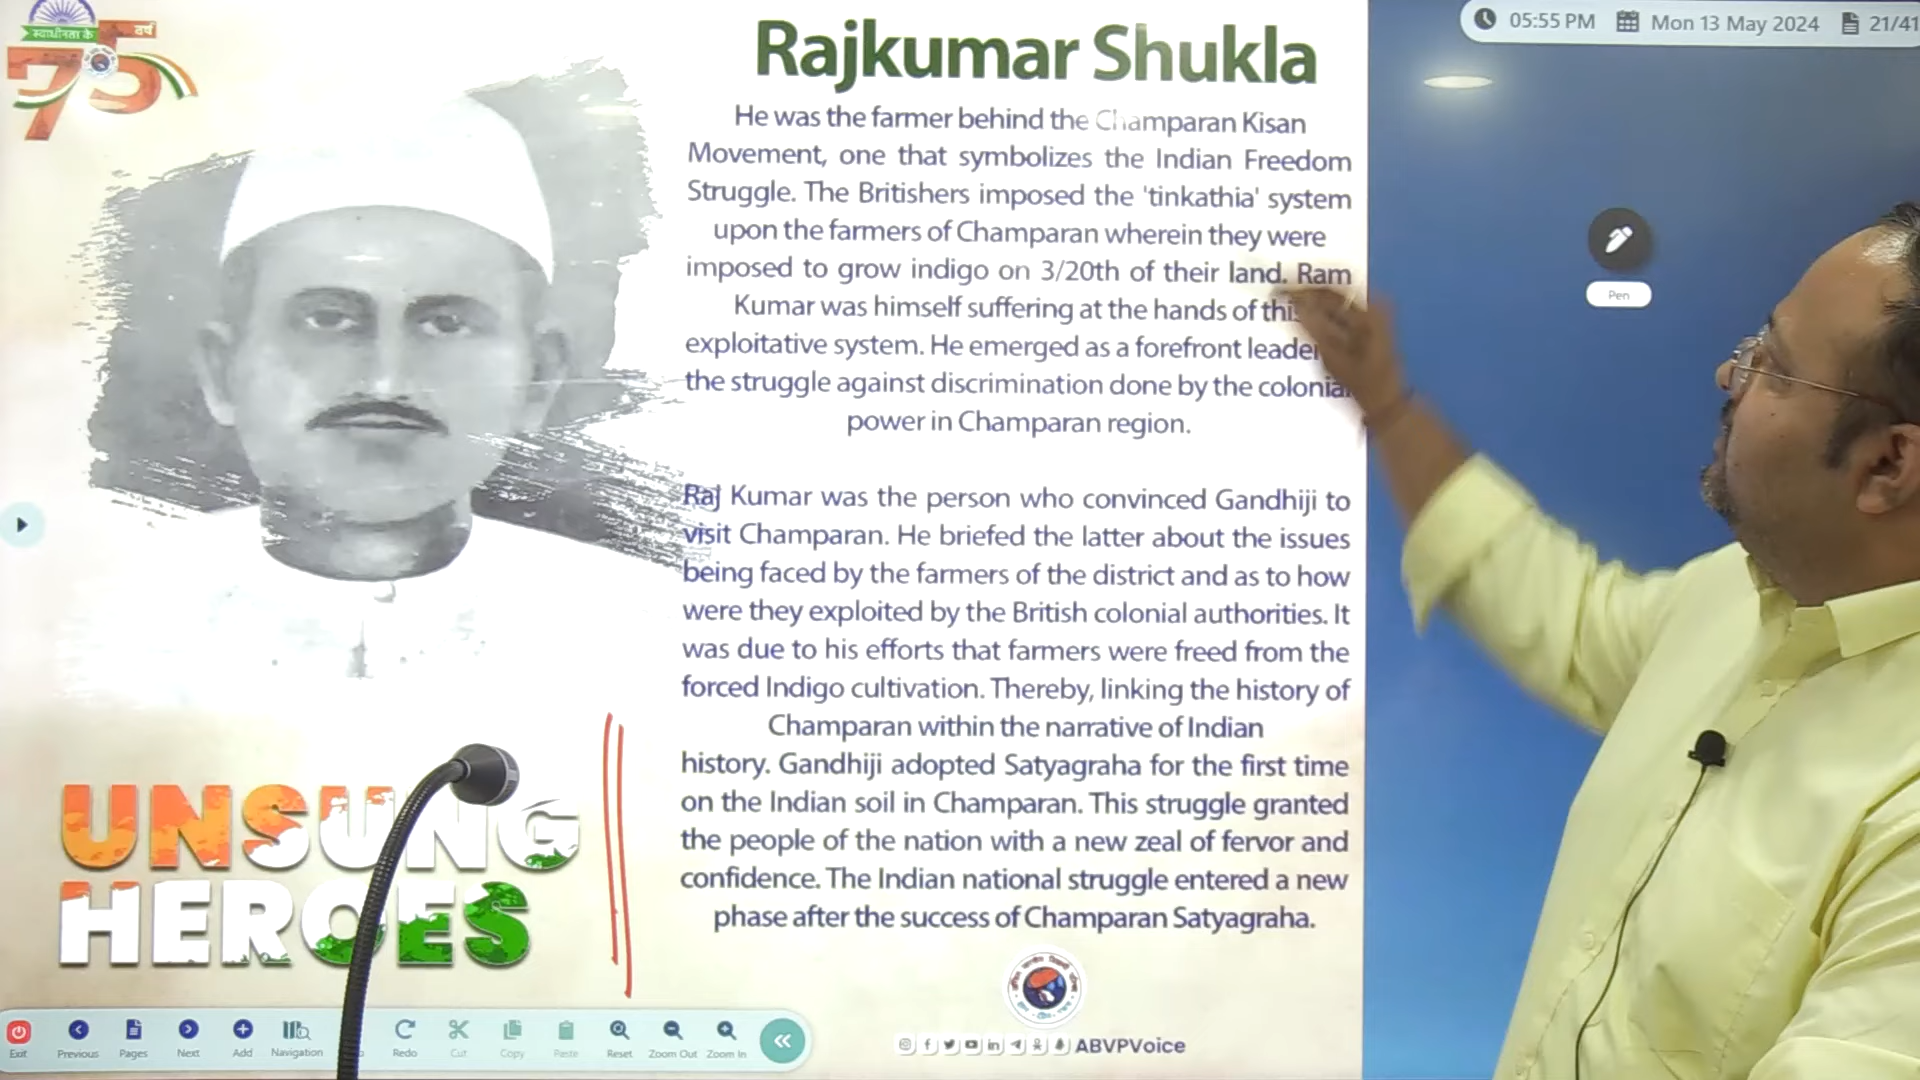 स्वाधीनता के
75
वर्ष
Rajkumar Shukla
05:55 PM Mon 13 May 2024 21/41
He was the farmer behind the Champaran Kisan
Movement, one that symbolizes the Indian Freedom
Struggle. The Britishers imposed the 'tinkathia' system
upon the farmers of Champaran wherein they were
imposed to grow indigo on 3/20th of their land. Ram
Kumar was himself suffering at the hands of this
exploitative system. He emerged as a forefront leader
the struggle against discrimination done by the colonial
power in Champaran region.
Pen
Raj Kumar was the person who convinced Gandhiji to
visit Champaran. He briefed the latter about the issues
being faced by the farmers of the district and as to how
were they exploited by the British colonial authorities. It
was due to his efforts that farmers were freed from the
forced Indigo cultivation. Thereby, linking the history of
Champaran within the narrative of Indian
history. Gandhiji adopted Satyagraha for the first time
on the Indian soil in Champaran. This struggle granted
the people of the nation with a new zeal of fervor and
confidence. The Indian national struggle entered a new
phase after the success of Champaran Satyagraha.
UNSUNG
HEROES
ABVPVoice
Exit Previous Pages Next Add Navigation Redo Cut Copy Paste Reset Zoom Out Zoom In